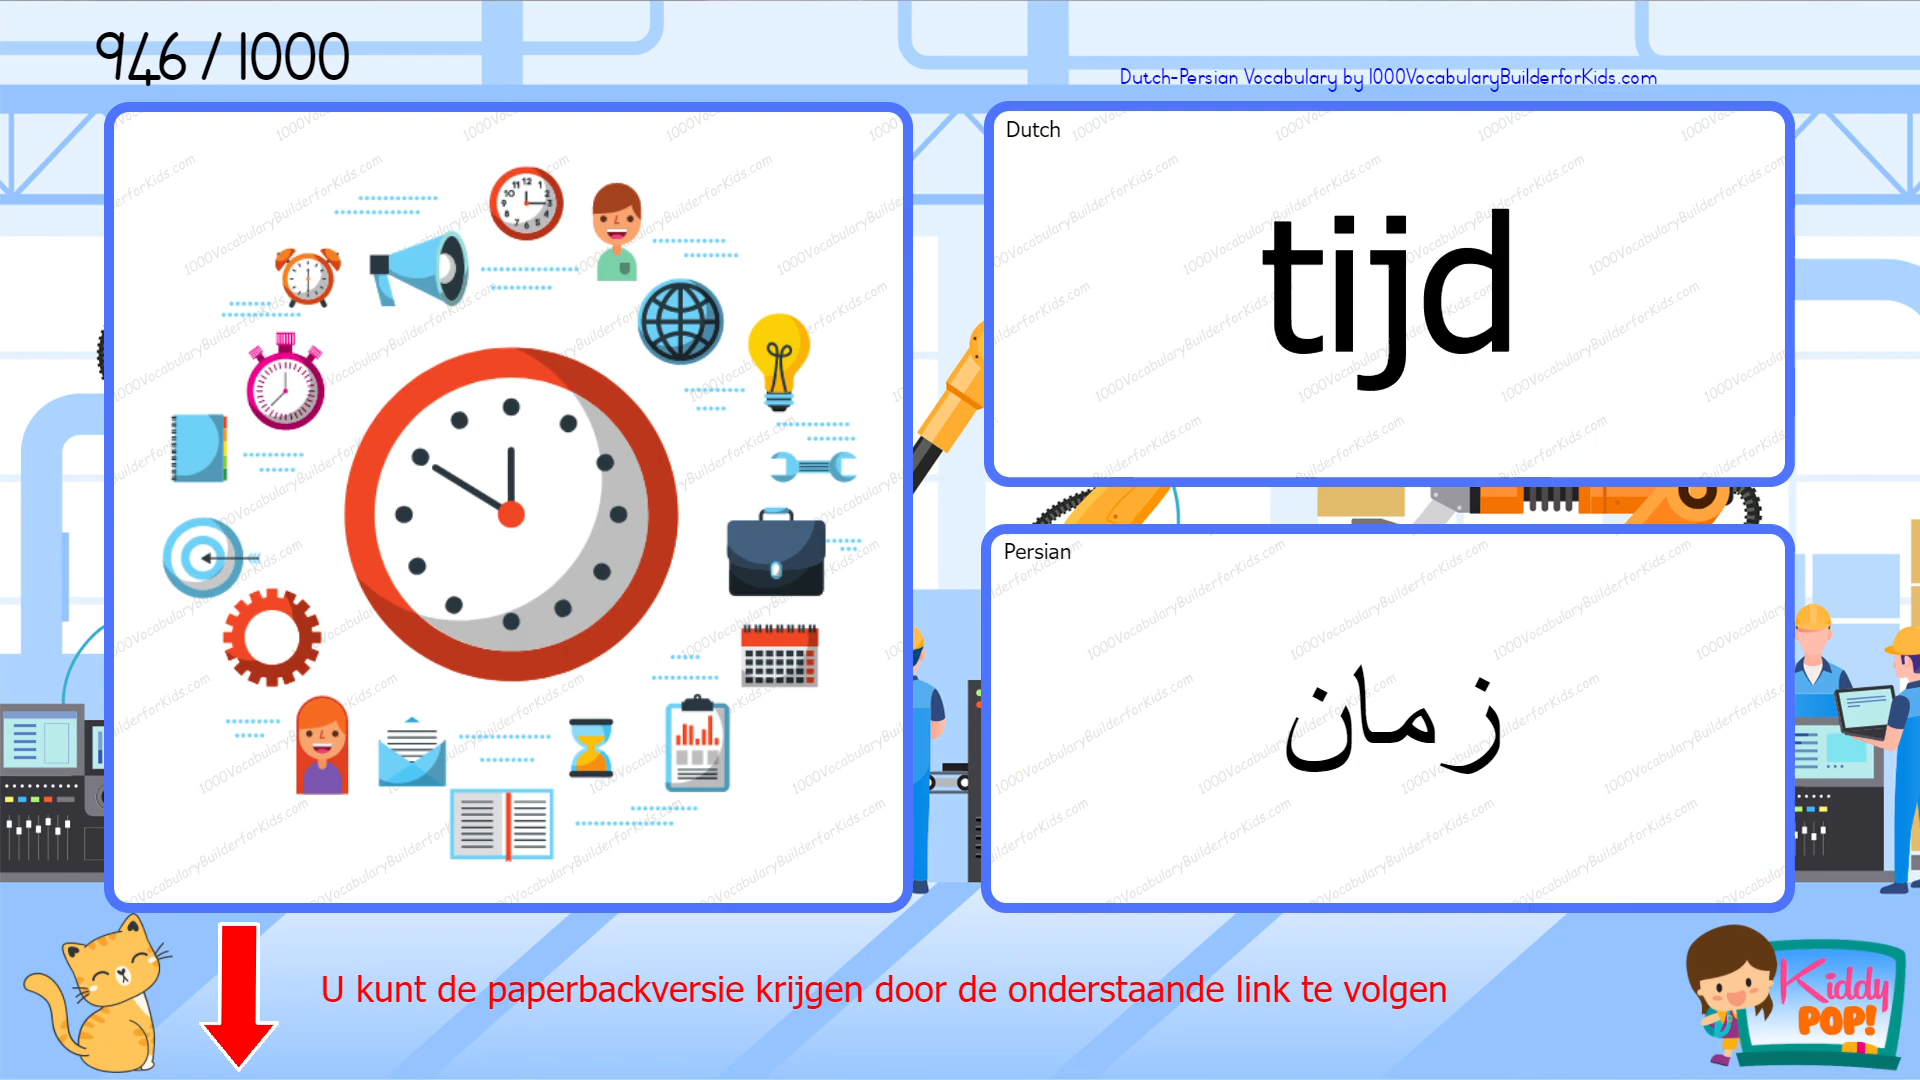 946 / 1000
Dutch-Persian Vocabulary by 1000VocabularyBuilderforKids.com
Dutch
tijd
Persian
زمان
U kunt de paperbackversie krijgen door de onderstaande link te volgen
Kiddy
POP!